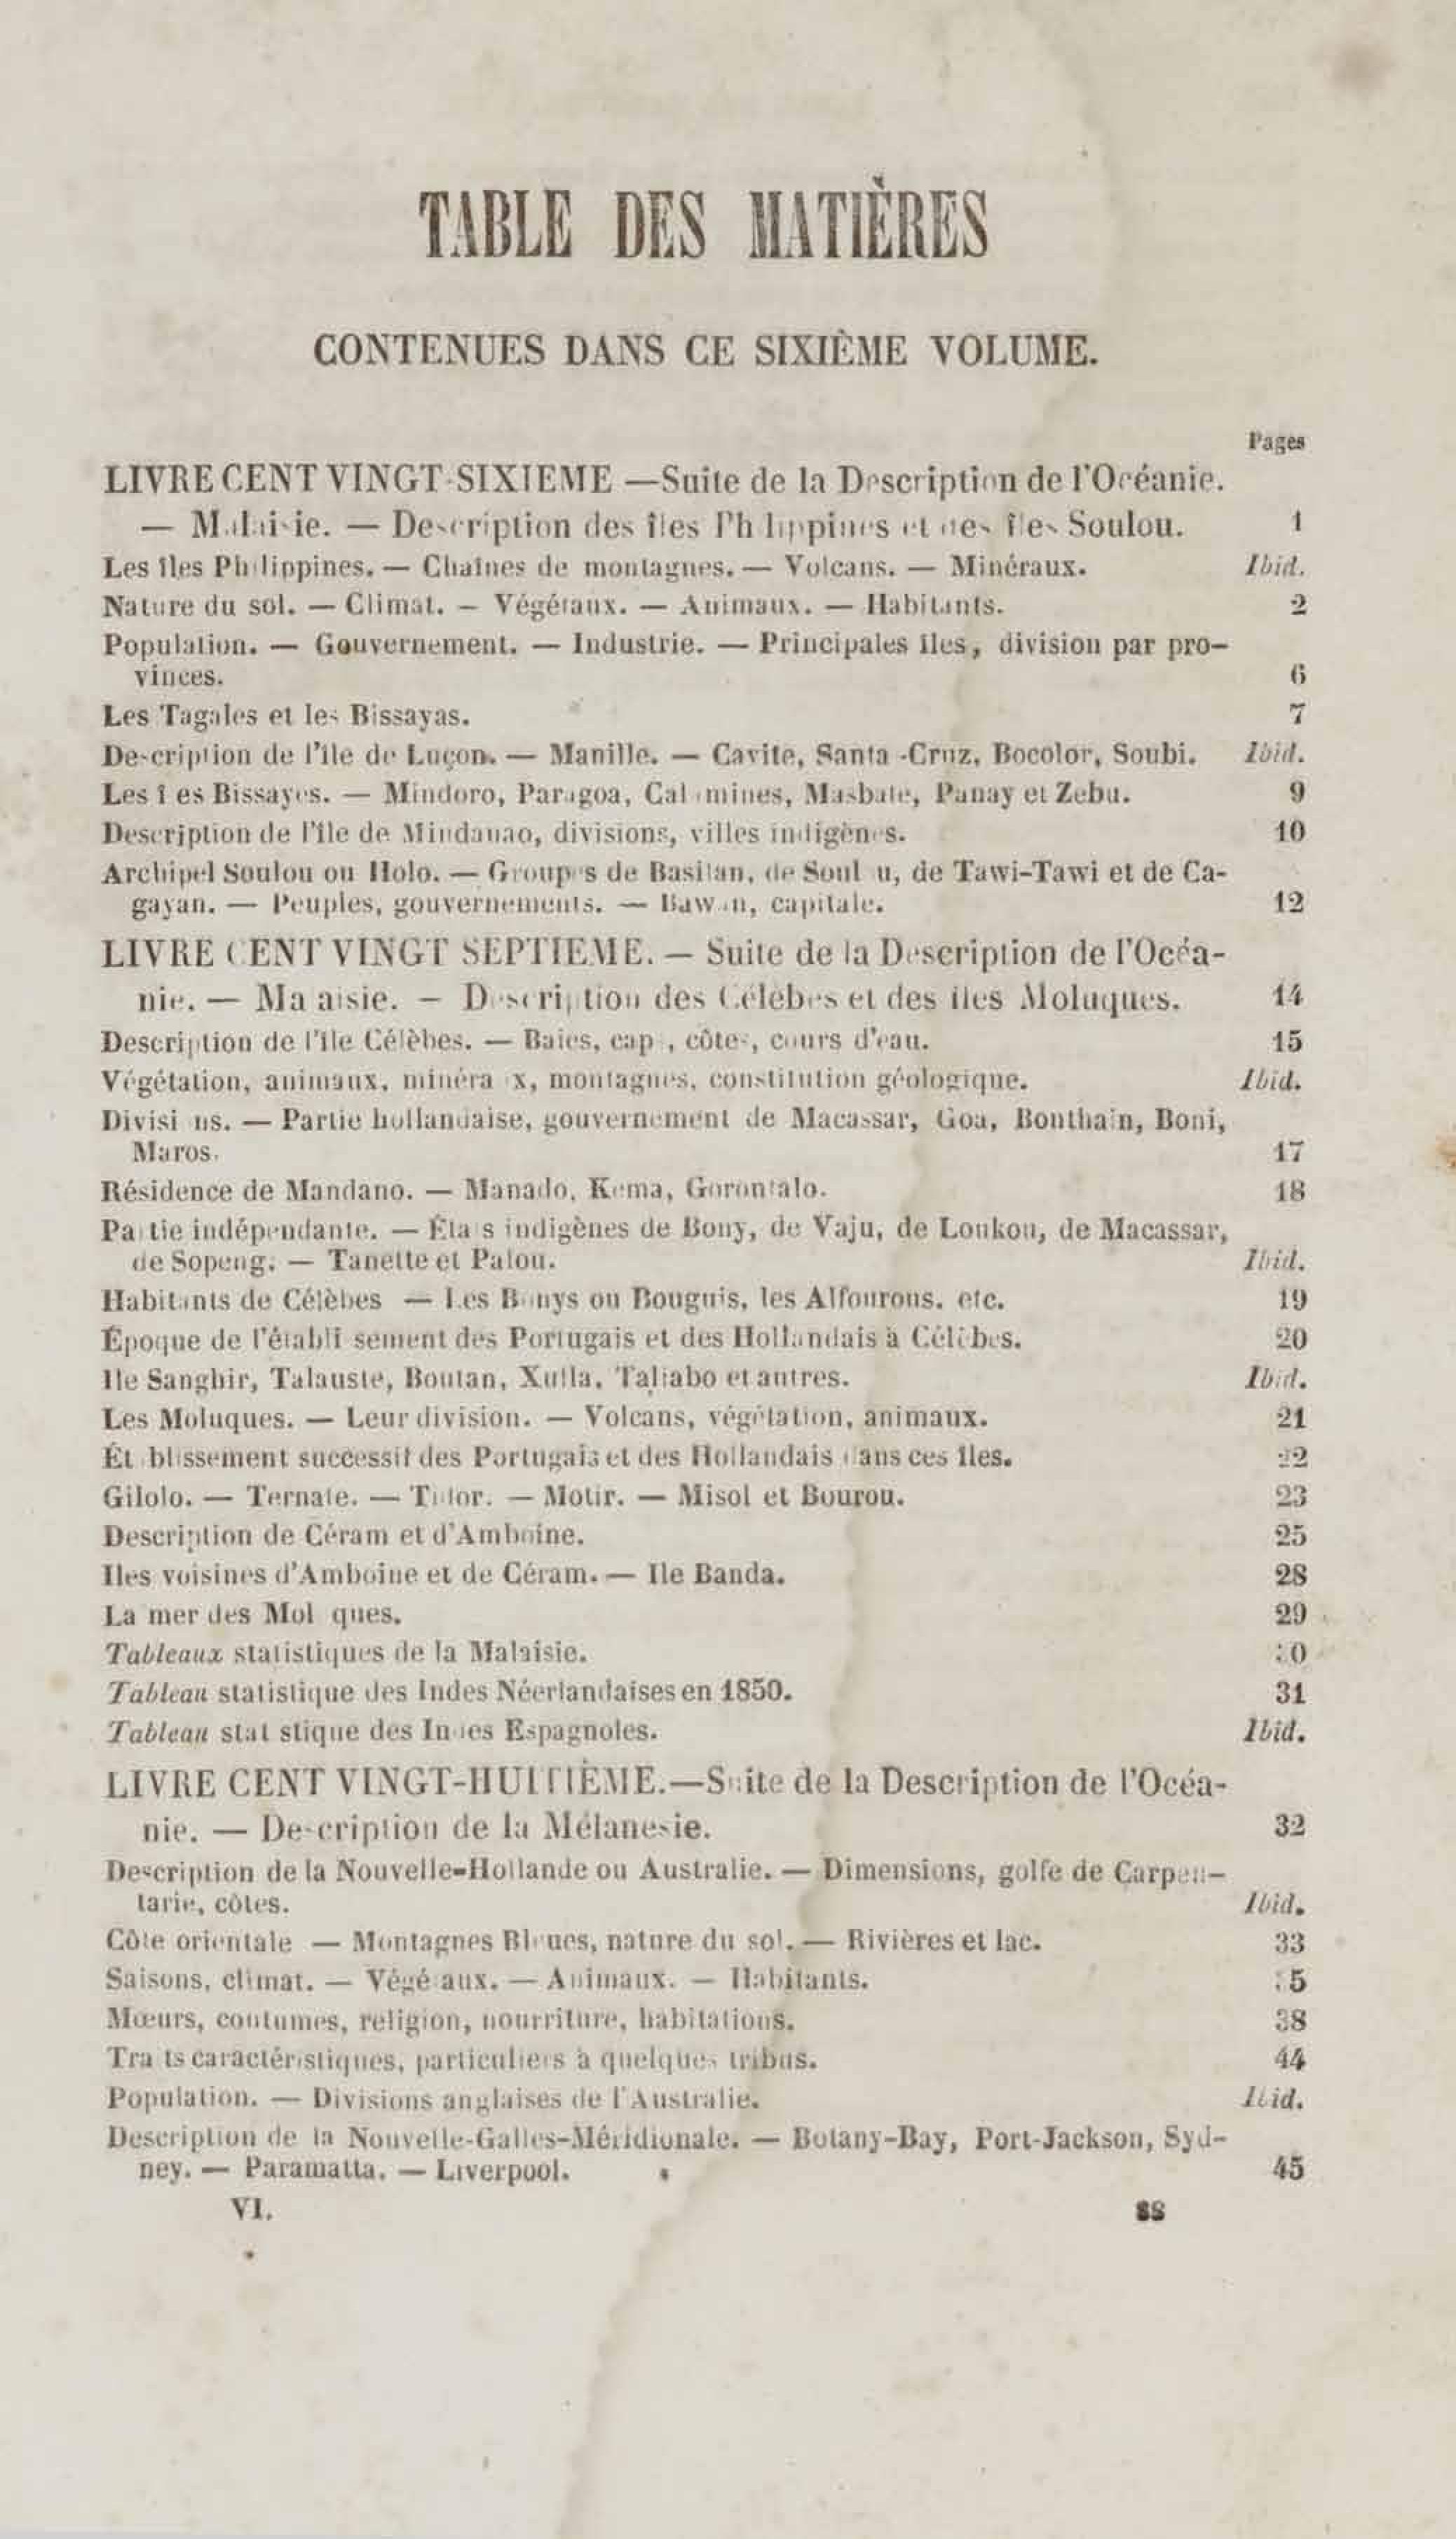 TABLE DES MATIÈRES
CONTENUES DANS CE SIXIÈME VOLUME.
Pages
LIVRE CENT VINGT-SIXIEME —Suite de la Description de l'Océanie.
— Malaisie. — Description des îles Philippines et des îles Soulou. 1
Les îles Philippines. — Chaînes de montagnes. — Volcans. — Minéraux. Ibid.
Nature du sol. — Climat. — Végétaux. — Animaux. — Habitants. 2
Population. — Gouvernement. — Industrie. — Principales îles, division par pro-
vinces. 6
Les Tagales et les Bissayas. 7
Description de l'île de Luçon. — Manille. — Cavite, Santa-Cruz, Bocolor, Soubi. Ibid.
Les îles Bissayes. — Mindoro, Paragoa, Calamines, Masbate, Panay et Zebu. 9
Description de l'île de Mindanao, divisions, villes indigènes. 10
Archipel Soulou ou Holo. — Groupes de Basilan, de Soulou, de Tawi-Tawi et de Ca-
gayan. — Peuples, gouvernements. — Bawan, capitale. 12
LIVRE CENT VINGT SEPTIEME. — Suite de la Description de l'Océa-
nie. — Malaisie. — Description des Célèbes et des îles Moluques. 14
Description de l'île Célèbes. — Baies, caps, côtes, cours d'eau. 15
Végétation, animaux, minéraux, montagnes, constitution géologique. Ibid.
Divisions. — Partie hollandaise, gouvernement de Macassar, Goa, Bonthain, Boni,
Maros. 17
Résidence de Mandano. — Manado, Kema, Gorontalo. 18
Partie indépendante. — États indigènes de Bony, de Vaju, de Loukou, de Macassar,
de Sopeng. — Tanette et Palou. Ibid.
Habitants de Célèbes — Les Bonys ou Bouguis, les Alfourous. etc. 19
Époque de l'établissement des Portugais et des Hollandais à Célèbes. 20
Ile Sanghir, Talauste, Boutan, Xulla, Taliabo et autres. Ibid.
Les Moluques. — Leur division. — Volcans, végétation, animaux. 21
Établissement successif des Portugais et des Hollandais dans ces îles. 22
Gilolo. — Ternate. — Tidor. — Motir. — Misol et Bourou. 23
Description de Céram et d'Amboine. 25
Iles voisines d'Amboine et de Céram. — Ile Banda. 28
La mer des Moluques. 29
Tableaux statistiques de la Malaisie. 30
Tableau statistique des Indes Néerlandaises en 1850. 31
Tableau statistique des Indes Espagnoles. Ibid.
LIVRE CENT VINGT-HUITIÈME.—Suite de la Description de l'Océa-
nie. — Description de la Mélanesie. 32
Description de la Nouvelle-Hollande ou Australie. — Dimensions, golfe de Carpen-
tarie, côtes. Ibid.
Côte orientale — Montagnes Bleues, nature du sol. — Rivières et lac. 33
Saisons, climat. — Végétaux. — Animaux. — Habitants. 35
Mœurs, coutumes, religion, nourriture, habitations. 38
Traits caractéristiques, particuliers à quelques tribus. 44
Population. — Divisions anglaises de l'Australie. Ibid.
Description de la Nouvelle-Galles-Méridionale. — Botany-Bay, Port-Jackson, Syd-
ney. — Paramatta. — Liverpool. 45
VI. 88